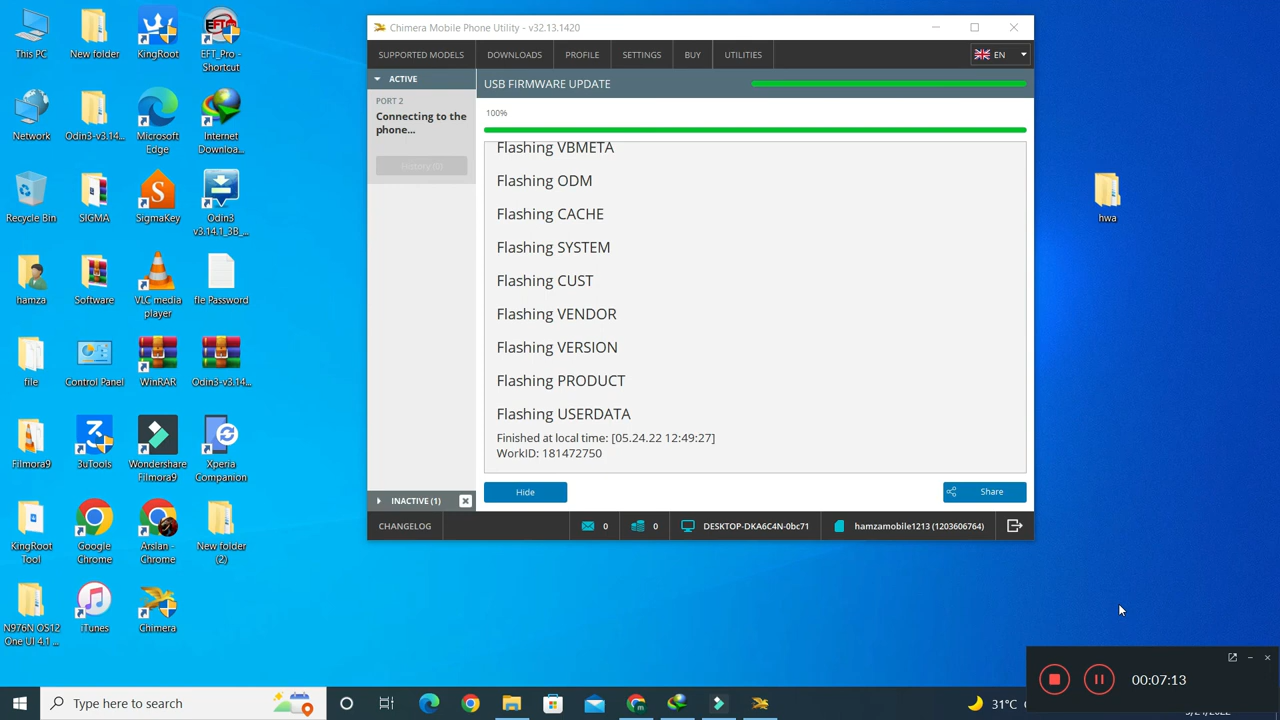 This PC
New folder
KingRoot
EFT_Pro -
Shortcut
Network
Odin3-v3.14...
Microsoft
Edge
Internet
Downloa...
Recycle Bin
SIGMA
SigmaKey
Odin3
v3.14.1_3B_...
hamza
Software
VLC media
player
fle Password
file
Control Panel
WinRAR
Odin3-v3.14...
Filmora9
3uTools
Wondershare
Filmora9
Xperia
Companion
KingRoot
Tool
Google
Chrome
Arslan -
Chrome
New folder
(2)
N976N OS12
One UI 4.1 ...
iTunes
Chimera
hwa
Chimera Mobile Phone Utility - v32.13.1420
SUPPORTED MODELS
DOWNLOADS
PROFILE
SETTINGS
BUY
UTILITIES
EN
ACTIVE
PORT 2
Connecting to the
phone...
History (0)
INACTIVE (1)
USB FIRMWARE UPDATE
100%
Flashing VBMETA
Flashing ODM
Flashing CACHE
Flashing SYSTEM
Flashing CUST
Flashing VENDOR
Flashing VERSION
Flashing PRODUCT
Flashing USERDATA
Finished at local time: [05.24.22 12:49:27]
WorkID: 181472750
Hide
Share
CHANGELOG
0
0
DESKTOP-DKA6C4N-0bc71
hamzamobile1213 (1203606764)
00:07:13
Type here to search
31°C